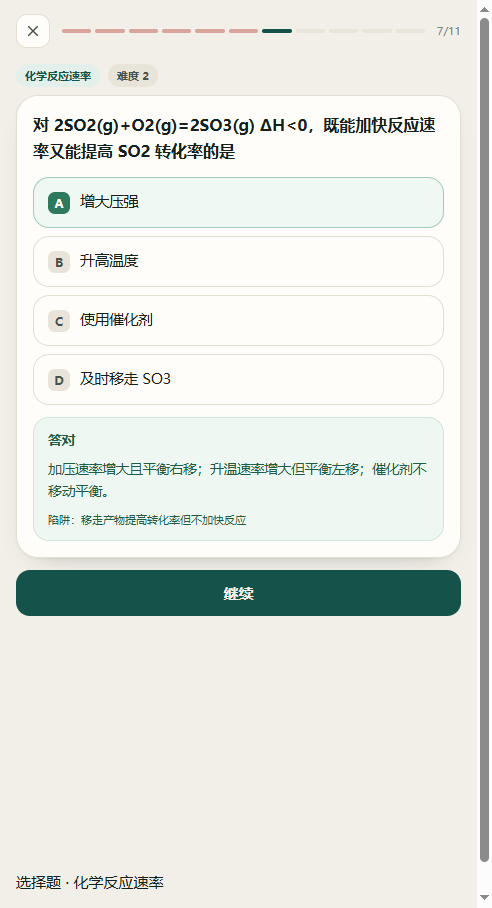 7/11
化学反应速率
难度 2
对 2SO2(g)+O2(g)=2SO3(g) ΔH<0，既能加快反应速
率又能提高 SO2 转化率的是
A 增大压强
B 升高温度
C 使用催化剂
D 及时移走 SO3
答对
加压速率增大且平衡右移；升温速率增大但平衡左移；催化剂不
移动平衡。
陷阱：移走产物提高转化率但不加快反应
继续
选择题 · 化学反应速率